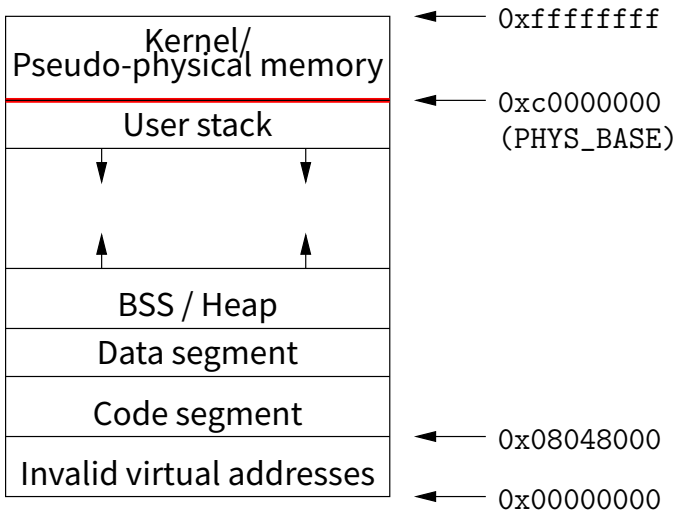 Kernel/
Pseudo-physical memory
0xffffffff
0xc0000000
(PHYS_BASE)
User stack
BSS / Heap
Data segment
Code segment
0x08048000
Invalid virtual addresses
0x00000000